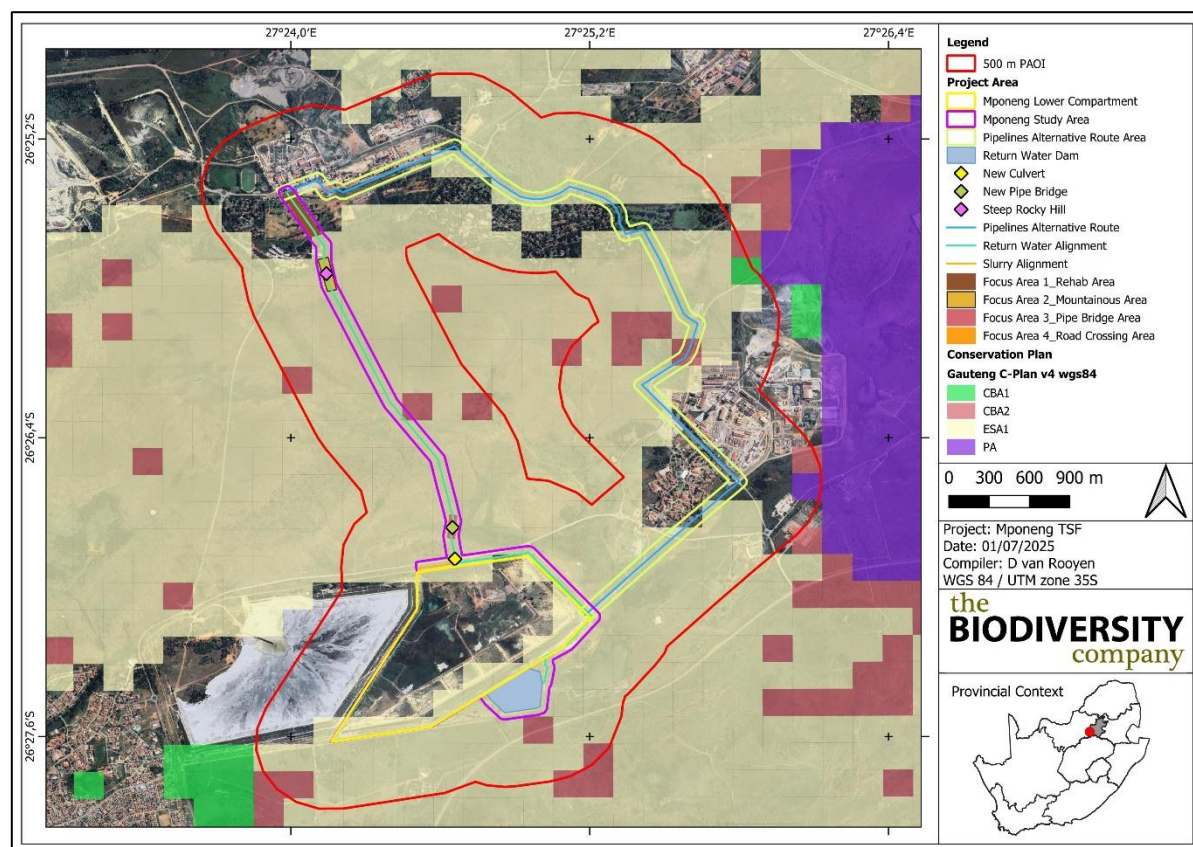 27°24,0'E 27°25,2'E 27°26,4'E
26°25,2'S
26°26,4'S
26°27,6'S
Legend
500 m PAOI
Project Area
Mponeng Lower Compartment
Mponeng Study Area
Pipelines Alternative Route Area
Return Water Dam
New Culvert
New Pipe Bridge
Steep Rocky Hill
Pipelines Alternative Route
Return Water Alignment
Slurry Alignment
Focus Area 1_Rehab Area
Focus Area 2_Mountainous Area
Focus Area 3_Pipe Bridge Area
Focus Area 4_Road Crossing Area
Conservation Plan
Gauteng C-Plan v4 wgs84
CBA1
CBA2
ESA1
PA
0 300 600 900 m
Project: Mponeng TSF
Date: 01/07/2025
Compiler: D van Rooyen
WGS 84 / UTM zone 35S
the
BIODIVERSITY
company
Provincial Context